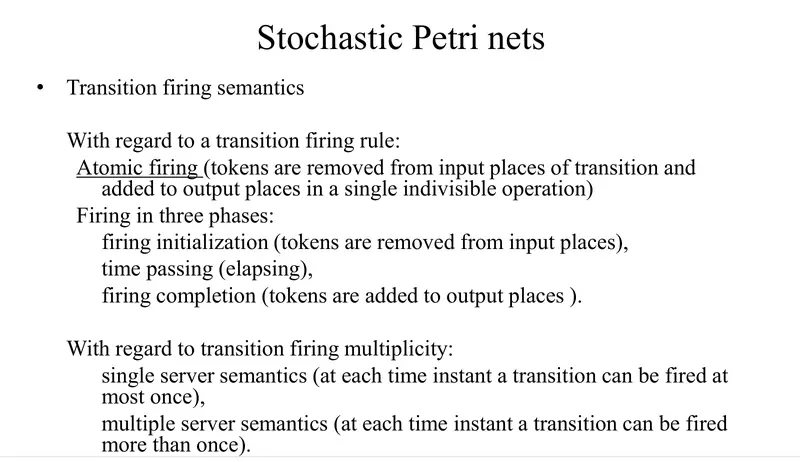 Stochastic Petri nets
• Transition firing semantics
With regard to a transition firing rule:
Atomic firing (tokens are removed from input places of transition and
added to output places in a single indivisible operation)
Firing in three phases:
firing initialization (tokens are removed from input places),
time passing (elapsing),
firing completion (tokens are added to output places ).
With regard to transition firing multiplicity:
single server semantics (at each time instant a transition can be fired at
most once),
multiple server semantics (at each time instant a transition can be fired
more than once).